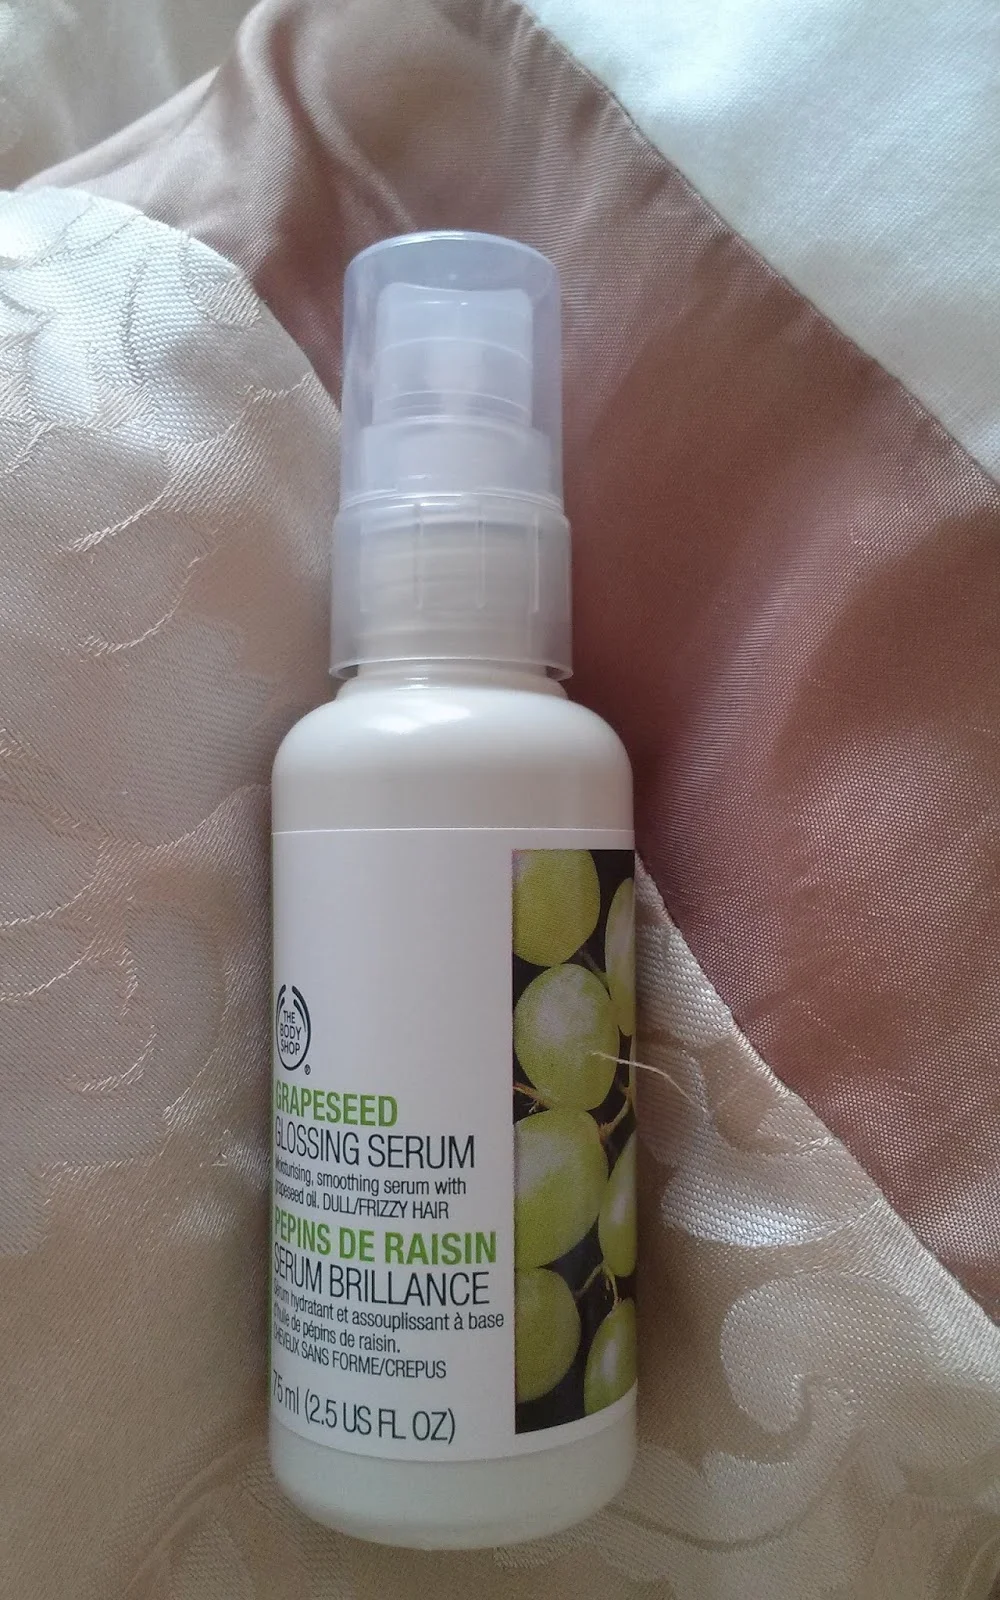 THE
BODY
SHOP
®
GRAPESEED
GLOSSING SERUM
Moisturising, smoothing serum with
grapeseed oil. DULL/FRIZZY HAIR
PEPINS DE RAISIN
SERUM BRILLANCE
Serum hydratant et assouplissant à base
d'huile de pépins de raisin.
CHEVEUX SANS FORME/CREPUS
75 ml (2.5 US FL OZ)